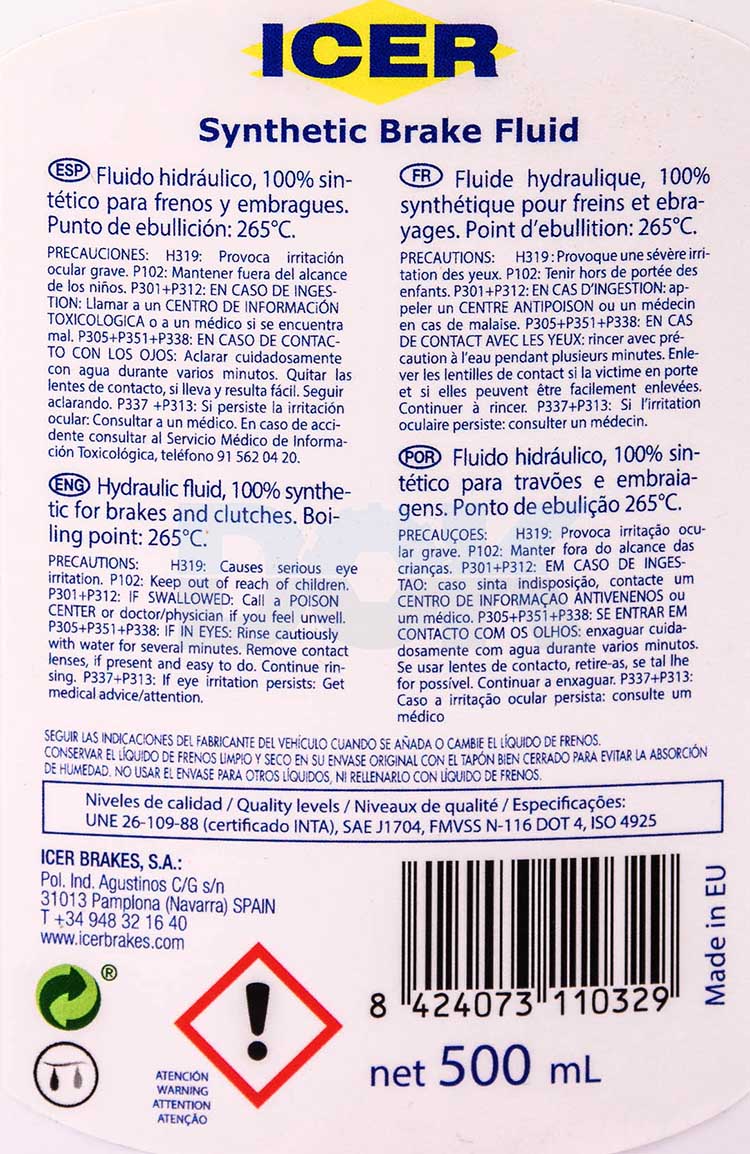 ICER
Synthetic Brake Fluid
ESP Fluido hidráulico, 100% sin-
tético para frenos y embragues.
Punto de ebullición: 265°C.
PRECAUCIONES: H319: Provoca irritación
ocular grave. P102: Mantener fuera del alcance
de los niños. P301+P312: EN CASO DE INGES-
TION: Llamar a un CENTRO DE INFORMACiÓN
TOXICOLOGICA o a un médico si se encuentra
mal. P305+P351+P338: EN CASO DE CONTAC-
TO CON LOS OJOS: Aclarar cuidadosamente
con agua durante varios minutos. Quitar las
lentes de contacto, si lleva y resulta fácil. Seguir
aclarando. P337 +P313: Si persiste la irritación
ocular: Consultar a un médico. En caso de acci-
dente consultar al Servicio Médico de Informa-
ción Toxicológica, teléfono 91 562 04 20.
ENG Hydraulic fluid, 100% synthe-
tic for brakes and clutches. Boi-
ling point: 265°C.
PRECAUTIONS: H319: Causes serious eye
irritation. P102: Keep out of reach of children.
P301+P312: IF SWALLOWED: Call a POISON
CENTER or doctor/physician if you feel unwell.
P305+P351+P338: IF IN EYES: Rinse cautiously
with water for several minutes. Remove contact
lenses, if present and easy to do. Continue rin-
sing. P337+P313: If eye irritation persists: Get
medical advice/attention.
FR Fluide hydraulique, 100%
synthétique pour freins et ebra-
yages. Point d'ebullition: 265°C.
PRECAUTIONS: H319: Provoque une sévère irri-
tation des yeux. P102: Tenir hors de portée des
enfants. P301+P312: EN CAS D'INGESTION: ap-
peler un CENTRE ANTIPOISON ou un médecin
en cas de malaise. P305+P351+P338: EN CAS
DE CONTACT AVEC LES YEUX: rincer avec pré-
caution à l'eau pendant plusieurs minutes. Enle-
ver les lentilles de contact si la victime en porte
et si elles peuvent être facilement enlevées.
Continuer à rincer. P337+P313: Si l'irritation
oculaire persiste: consulter un médecin.
POR Fluido hidráulico, 100% sin-
tético para travões e embraia-
gens. Ponto de ebulição 265°C.
PRECAUÇOES: H319: Provoca irritação ocu-
lar grave. P102: Manter fora do alcance das
crianças. P301+P312: EM CASO DE INGES-
TAO: caso sinta indisposição, contacte um
CENTRO DE INFORMAÇAO ANTIVENENOS ou
um médico. P305+P351+P338: SE ENTRAR EM
CONTACTO COM OS OLHOS: enxaguar cuida-
dosamente com agua durante varios minutos.
Se usar lentes de contacto, retire-as, se tal lhe
for possível. Continuar a enxaguar. P337+P313:
Caso a irritação ocular persista: consulte um
médico
SEGUIR LAS INDICACIONES DEL FABRICANTE DEL VEHÍCULO CUANDO SE AÑADA O CAMBIE EL LÍQUIDO DE FRENOS.
CONSERVAR EL LÍQUIDO DE FRENOS LIMPIO Y SECO EN SU ENVASE ORIGINAL CON EL TAPÓN BIEN CERRADO PARA EVITAR LA ABSORCIÓN
DE HUMEDAD. NO USAR EL ENVASE PARA OTROS LÍQUIDOS, NI RELLENARLO CON LÍQUIDO DE FRENOS.
Niveles de calidad / Quality levels / Niveaux de qualité / Especificações:
UNE 26-109-88 (certificado INTA), SAE J1704, FMVSS N-116 DOT 4, ISO 4925
ICER BRAKES, S.A.:
Pol. Ind. Agustinos C/G s/n
31013 Pamplona (Navarra) SPAIN
T +34 948 32 16 40
www.icerbrakes.com
®
ATENCIÓN
WARNING
ATTENTION
ATENÇÃO
8 424073 110329
Made in EU
net 500 mL